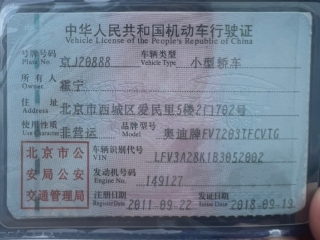 中华人民共和国机动车行驶证
Vehicle License of the People's Republic of China
号牌号码 京J20888 车辆类型 小型轿车
Plate No. Vehicle Type
所有人 霍宁
Owner
住址 北京市西城区爱民里5楼2门702号
Address
使用性质 非营运 品牌型号 奥迪牌FV7203TFCVTG
Use Character Model
北京市公安局公安交通管理局
车辆识别代号 LFV3A28K1B3052002
VIN
发动机号码 149127
Engine No.
注册日期 2011-09-22 发证日期 2018-09-19
Register Date Issue Date